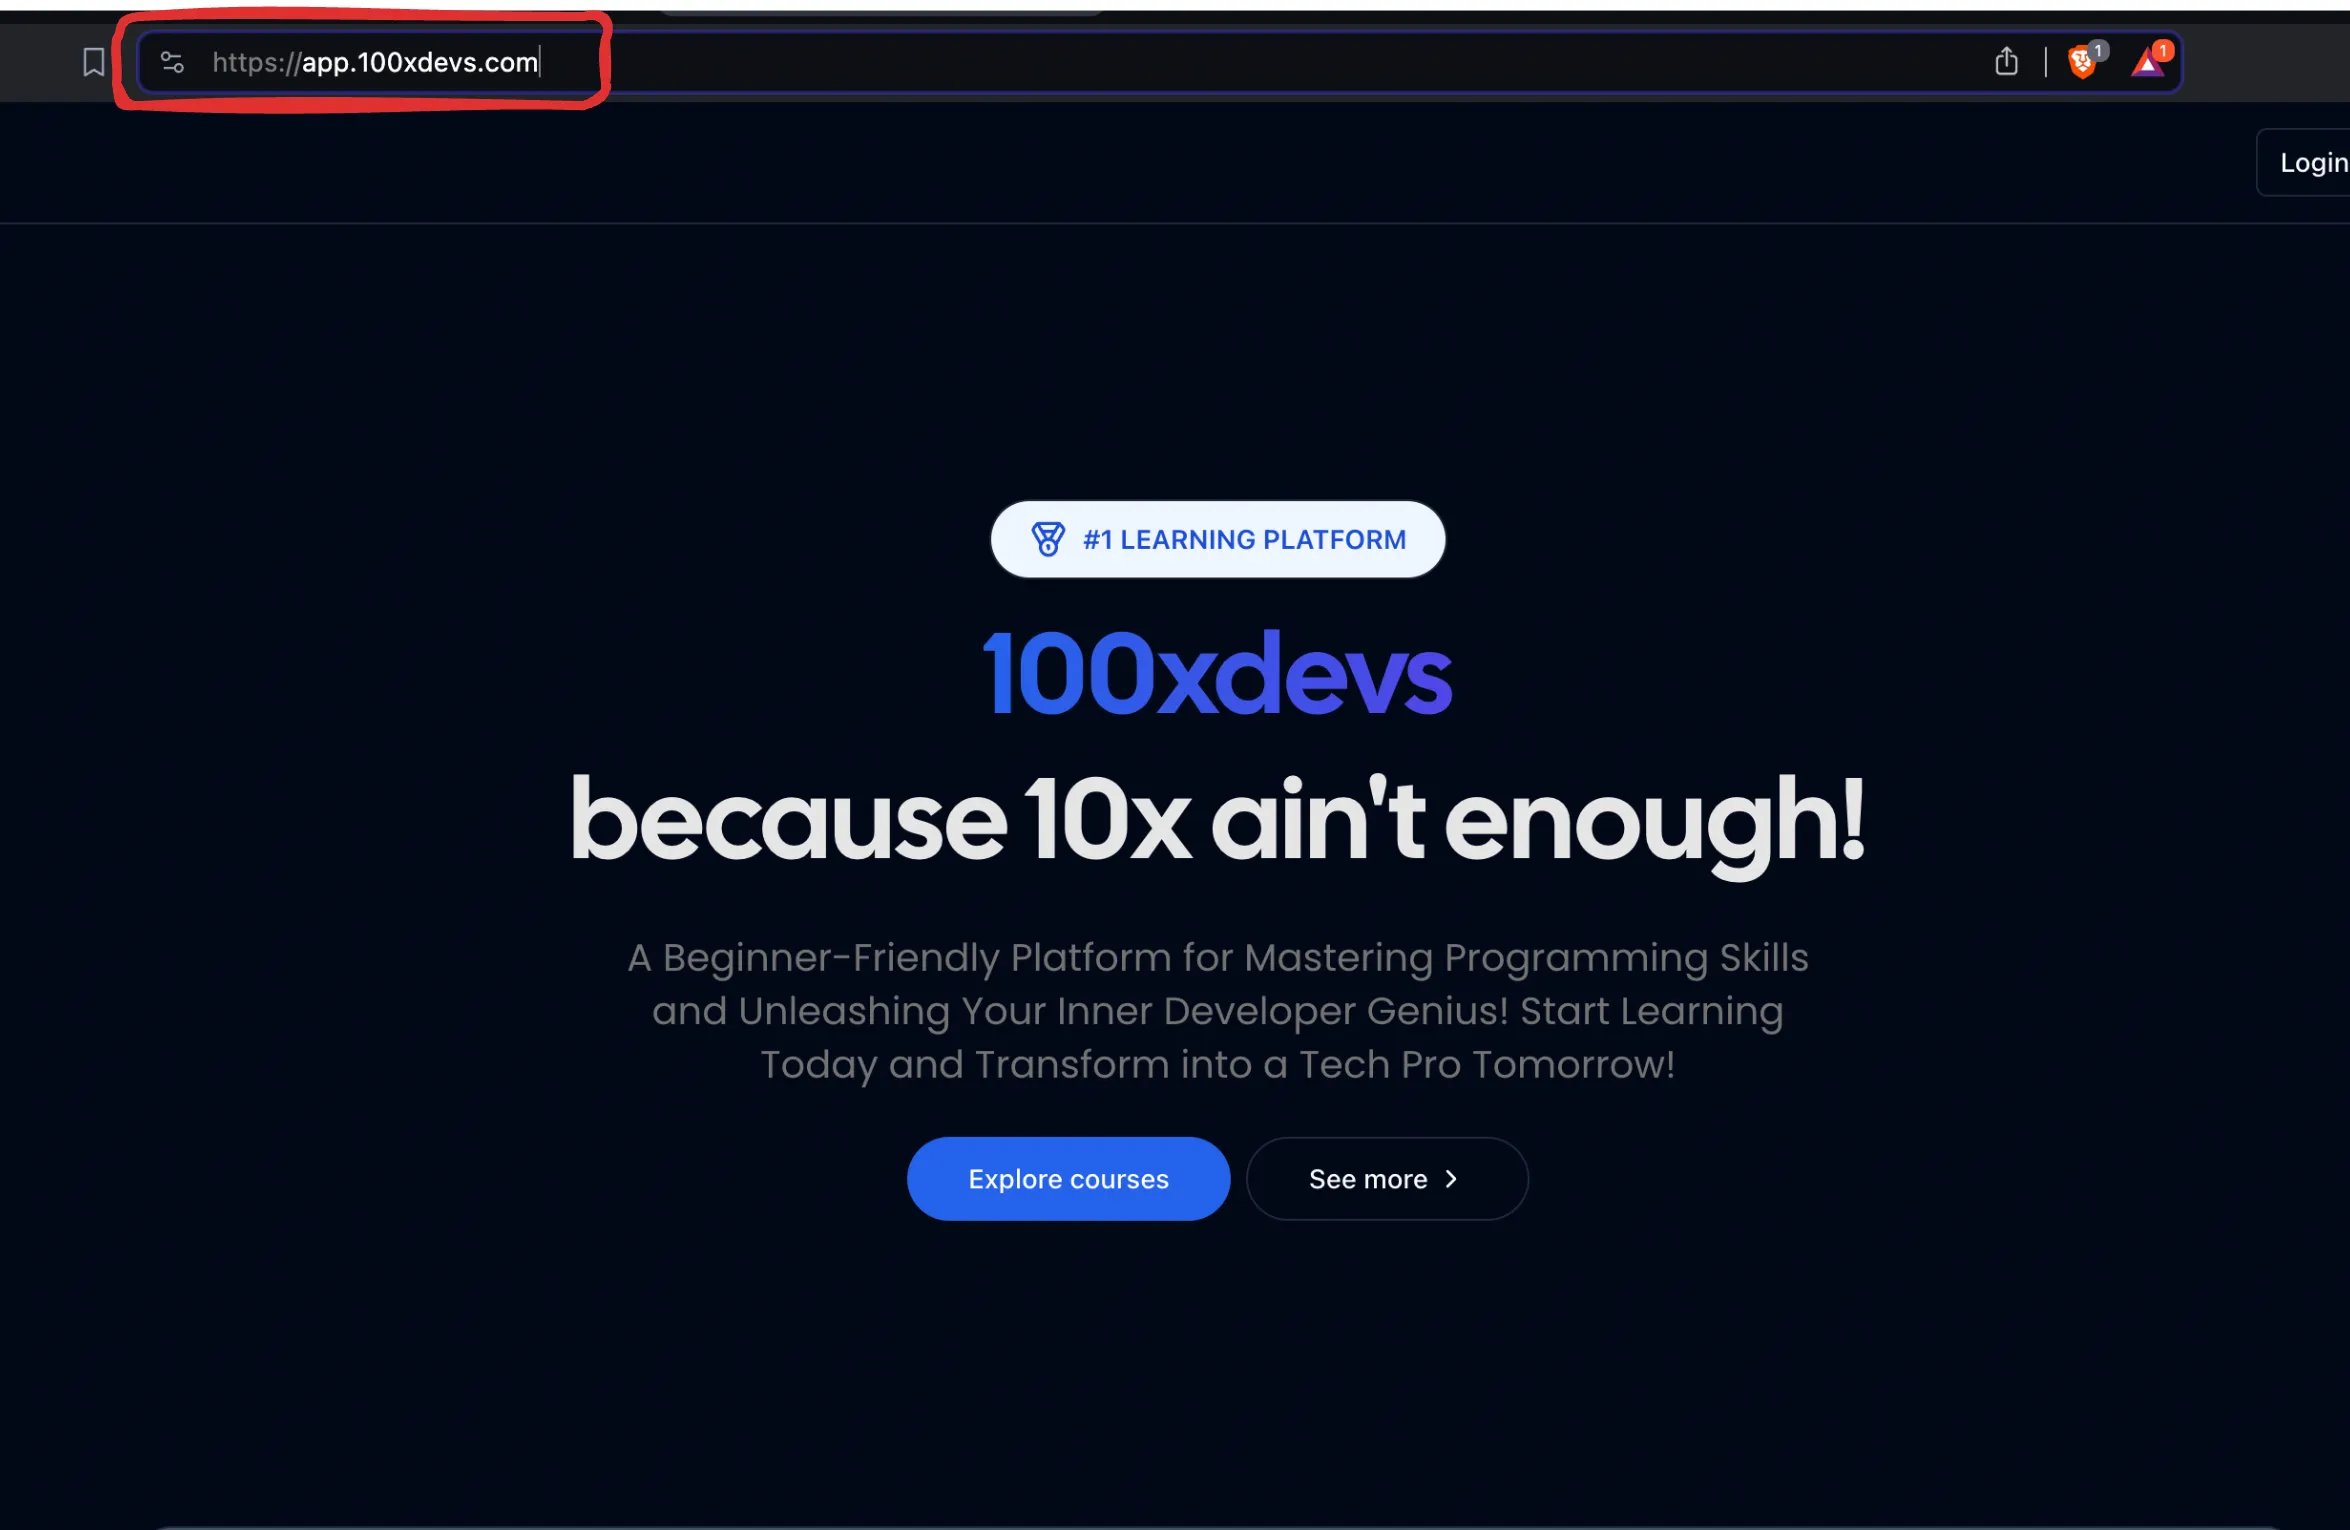 https://app.100xdevs.com
1
1
Login
#1 LEARNING PLATFORM
100xdevs
because 10x ain't enough!
A Beginner-Friendly Platform for Mastering Programming Skills
and Unleashing Your Inner Developer Genius! Start Learning
Today and Transform into a Tech Pro Tomorrow!
Explore courses
See more